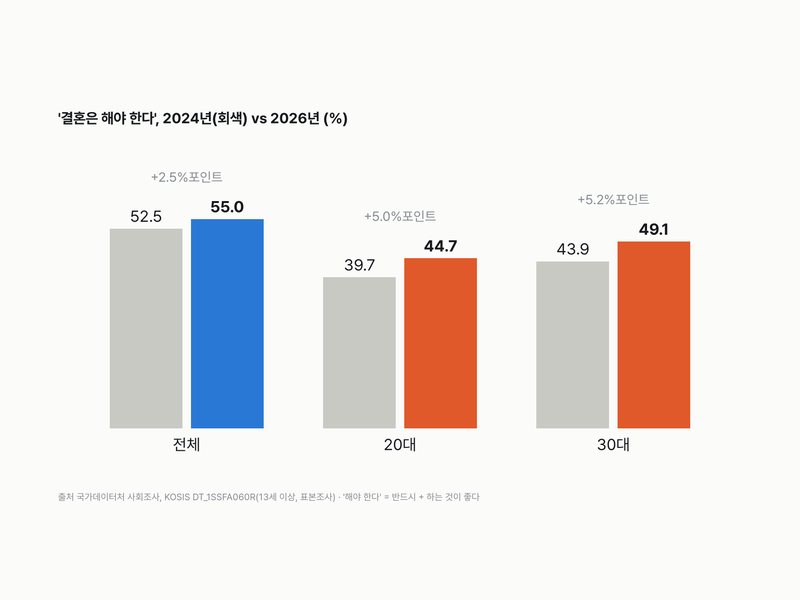 '결혼은 해야 한다', 2024년(회색) vs 2026년 (%)
+2.5%포인트
52.5
55.0
전체
+5.0%포인트
39.7
44.7
20대
+5.2%포인트
43.9
49.1
30대
출처 국가데이터처 사회조사, KOSIS DT_1SSFA060R(13세 이상, 표본조사) · '해야 한다' = 반드시 + 하는 것이 좋다